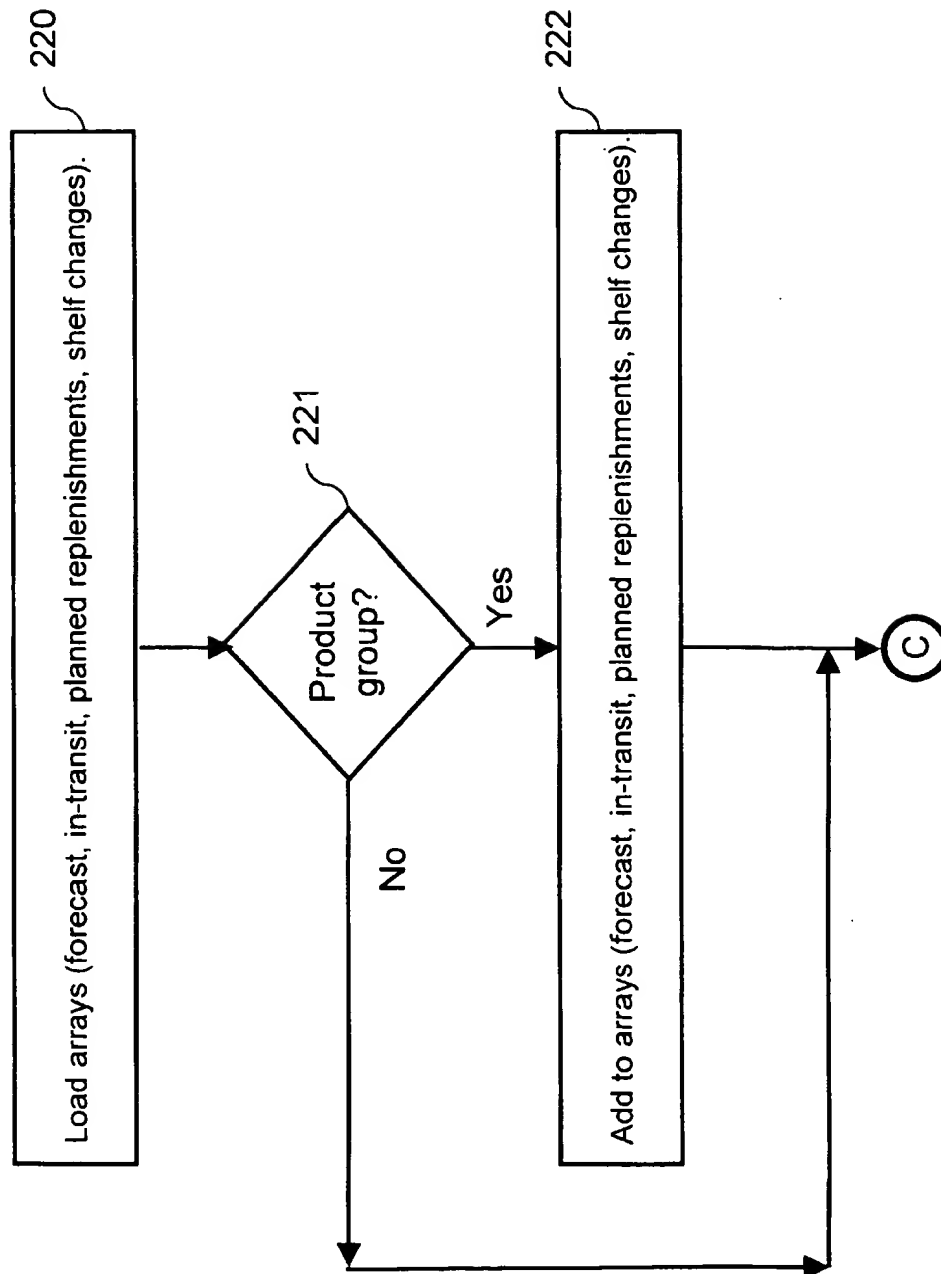 220
Load arrays (forecast, in-transit, planned replenishments, shelf changes).
221
Product
group?
No
Yes
222
Add to arrays (forecast, in-transit, planned replenishments, shelf changes).
C